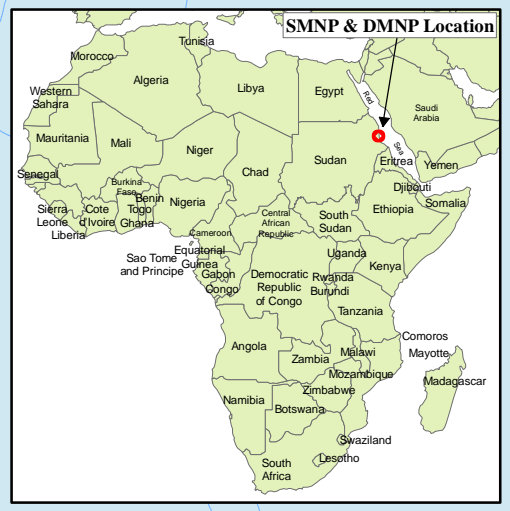 SMNP & DMNP Location
Tunisia
Morocco
Algeria
Libya
Egypt
Red
Sea
Saudi
Arabia
Western
Sahara
Mauritania
Mali
Niger
Chad
Sudan
Eritrea
Yemen
Senegal
Burkina
Faso
Benin
Togo
Ghana
Nigeria
Djibouti
Somalia
Ethiopia
Sierra
Leone
Liberia
Cote
d'Ivoire
Cameroon
Central
African
Republic
South
Sudan
Equatorial
Guinea
Sao Tome
and Principe
Gabon
Congo
Democratic
Republic
of Congo
Uganda
Kenya
Rwanda
Burundi
Tanzania
Comoros
Mayotte
Angola
Zambia
Malawi
Mozambique
Zimbabwe
Madagascar
Namibia
Botswana
Swaziland
Lesotho
South
Africa